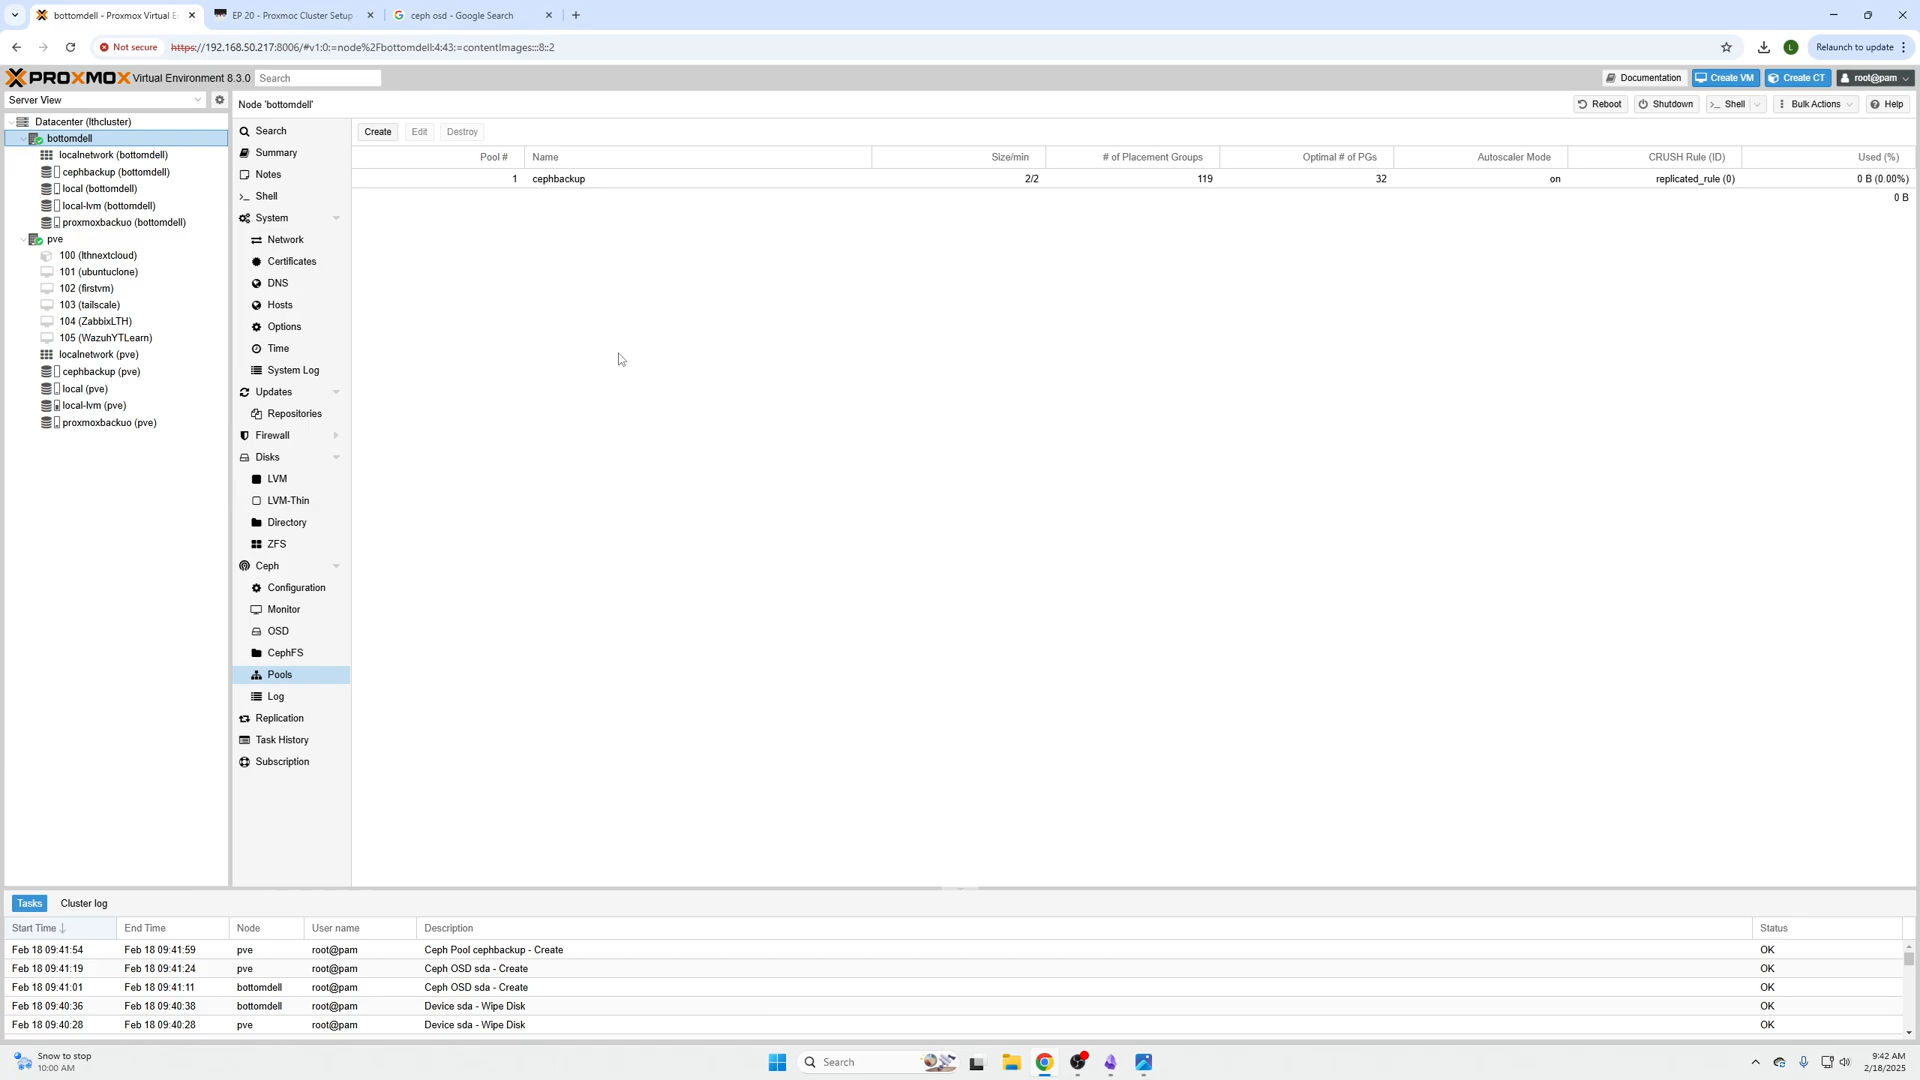 bottomdell - Proxmox Virtual E
EP 20 - Proxmoc Cluster Setup
ceph osd - Google Search
Not secure
https://192.168.50.217:8006/#v1:0:=node%2Fbottomdell:4:43:=contentImages:::8::2
L
Relaunch to update
PROXMOX Virtual Environment 8.3.0
Search
Documentation
Create VM
Create CT
root@pam
Server View
Node 'bottomdell'
Reboot
Shutdown
Shell
Bulk Actions
Help
Datacenter (lthcluster)
bottomdell
localnetwork (bottomdell)
cephbackup (bottomdell)
local (bottomdell)
local-lvm (bottomdell)
proxmoxbackuo (bottomdell)
pve
100 (lthnextcloud)
101 (ubuntuclone)
102 (firstvm)
103 (tailscale)
104 (ZabbixLTH)
105 (WazuhYTLearn)
localnetwork (pve)
cephbackup (pve)
local (pve)
local-lvm (pve)
proxmoxbackuo (pve)
Search
Summary
Notes
Shell
System
Network
Certificates
DNS
Hosts
Options
Time
System Log
Updates
Repositories
Firewall
Disks
LVM
LVM-Thin
Directory
ZFS
Ceph
Configuration
Monitor
OSD
CephFS
Pools
Log
Replication
Task History
Subscription
Create Edit Destroy
Pool # Name Size/min # of Placement Groups Optimal # of PGs Autoscaler Mode CRUSH Rule (ID) Used (%)
1 cephbackup 2/2 119 32 on replicated_rule (0) 0 B (0.00%)
0 B
Tasks Cluster log
Start Time End Time Node User name Description Status
Feb 18 09:41:54 Feb 18 09:41:59 pve root@pam Ceph Pool cephbackup - Create OK
Feb 18 09:41:19 Feb 18 09:41:24 pve root@pam Ceph OSD sda - Create OK
Feb 18 09:41:01 Feb 18 09:41:11 bottomdell root@pam Ceph OSD sda - Create OK
Feb 18 09:40:36 Feb 18 09:40:38 bottomdell root@pam Device sda - Wipe Disk OK
Feb 18 09:40:28 Feb 18 09:40:28 pve root@pam Device sda - Wipe Disk OK
Snow to stop
10:00 AM
Search
9:42 AM
2/18/2025